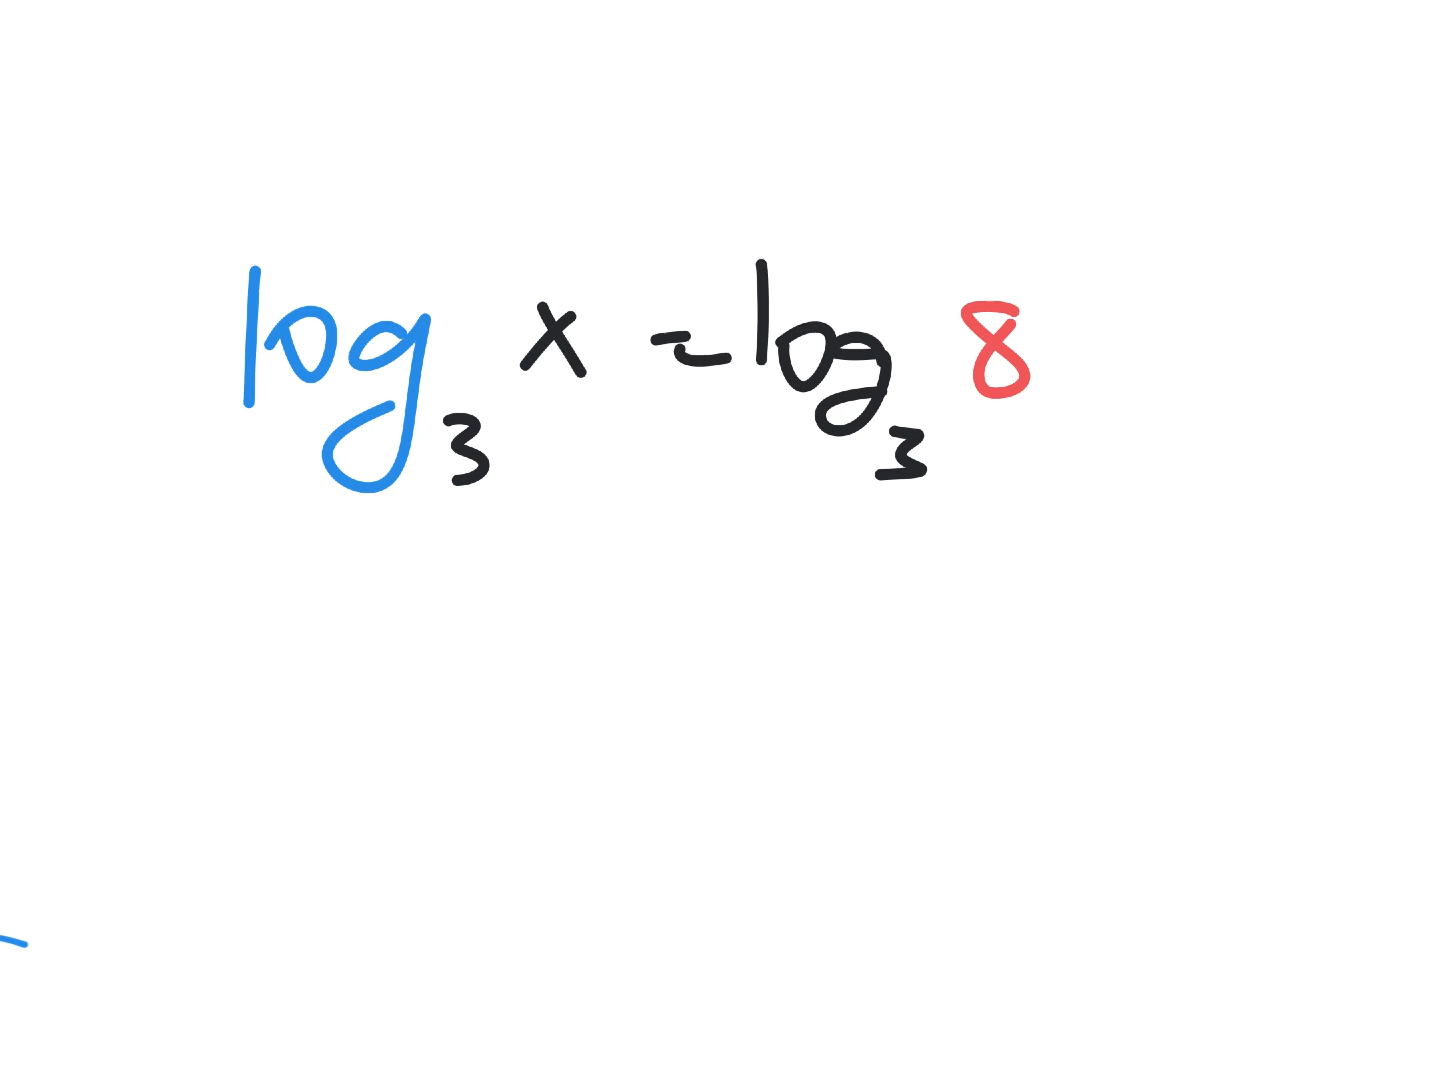 log₃ x = log₃ 8